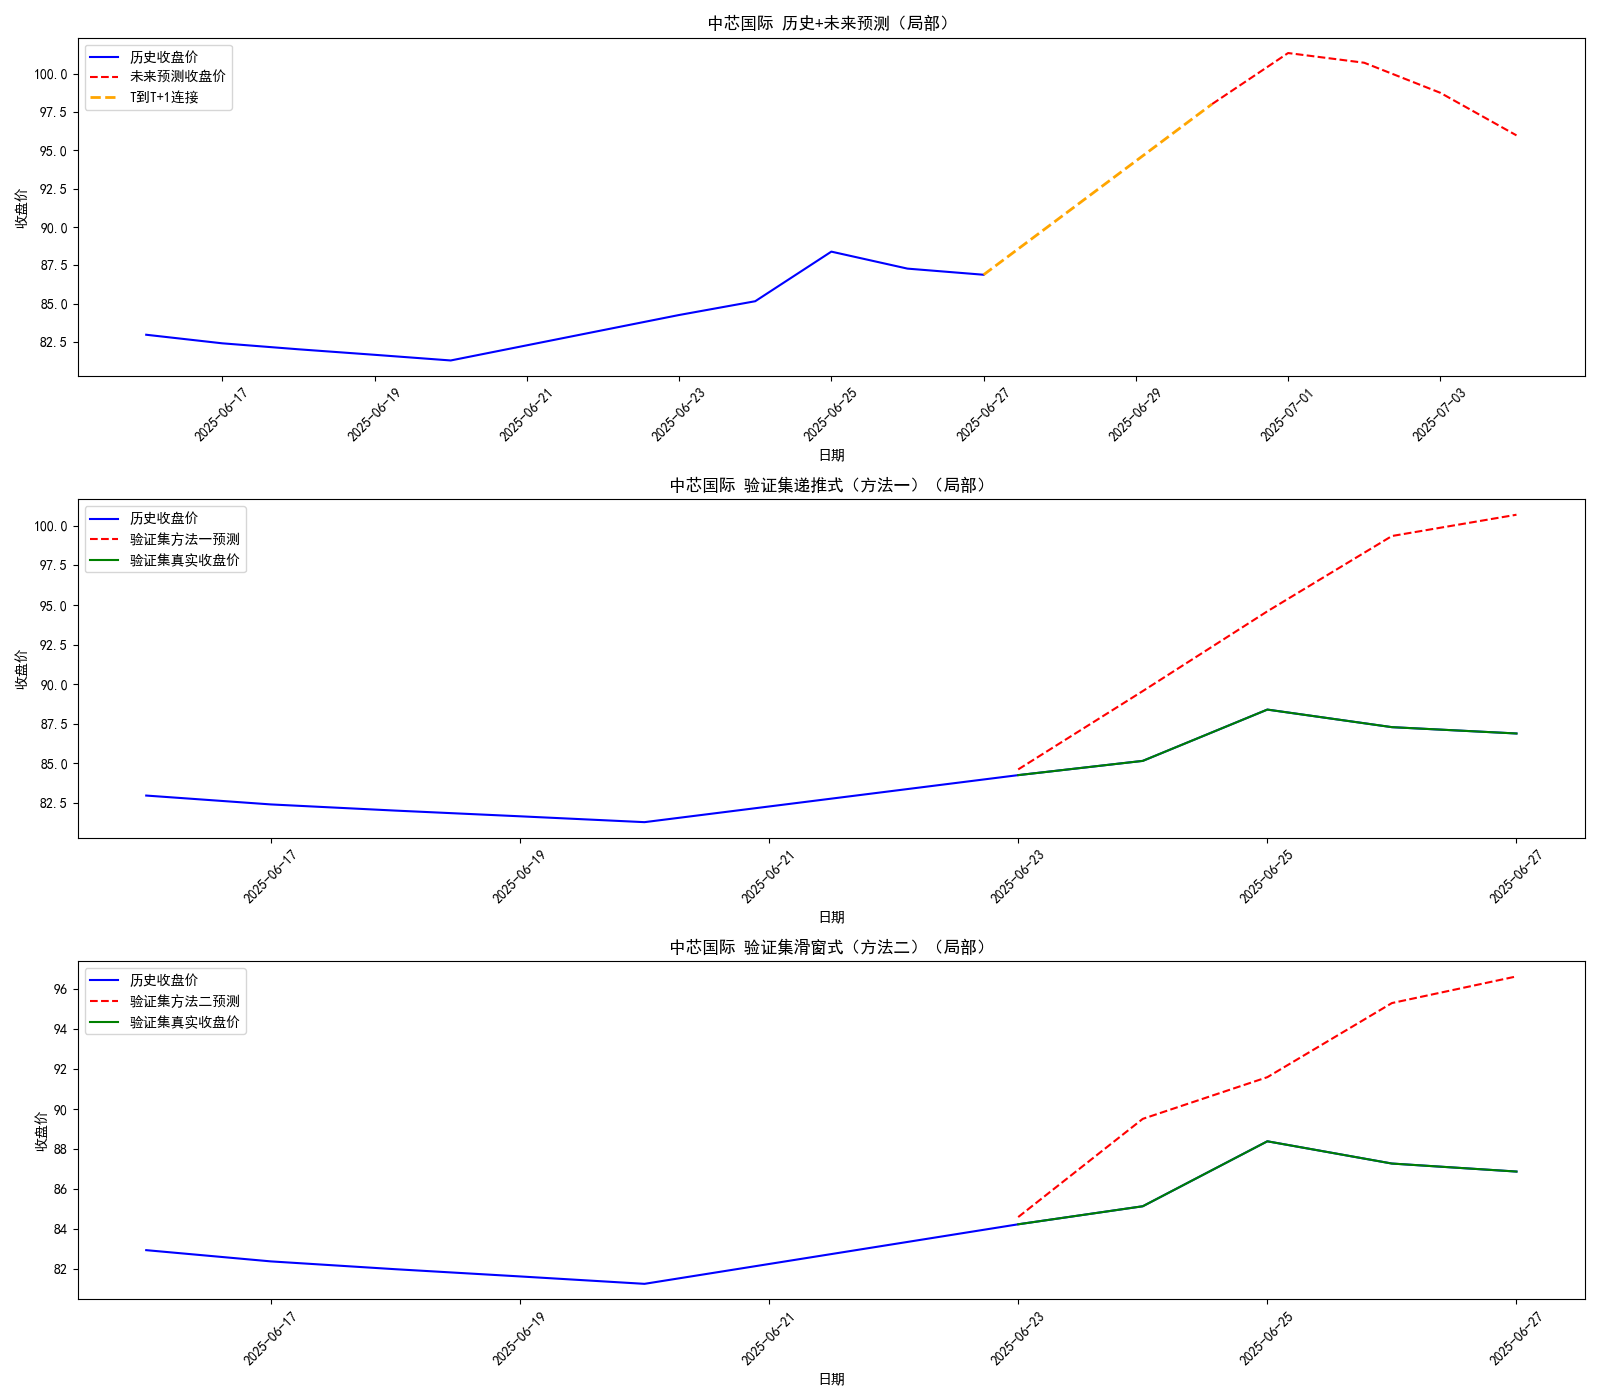 中芯国际 历史+未来预测（局部）
历史收盘价
未来预测收盘价
T到T+1连接
收盘价
100.0
97.5
95.0
92.5
90.0
87.5
85.0
82.5
2025-06-17
2025-06-19
2025-06-21
2025-06-23
2025-06-25
2025-06-27
2025-06-29
2025-07-01
2025-07-03
日期
中芯国际 验证集递推式（方法一）（局部）
历史收盘价
验证集方法一预测
验证集真实收盘价
收盘价
100.0
97.5
95.0
92.5
90.0
87.5
85.0
82.5
2025-06-17
2025-06-19
2025-06-21
2025-06-23
2025-06-25
2025-06-27
日期
中芯国际 验证集滑窗式（方法二）（局部）
历史收盘价
验证集方法二预测
验证集真实收盘价
收盘价
96
94
92
90
88
86
84
82
2025-06-17
2025-06-19
2025-06-21
2025-06-23
2025-06-25
2025-06-27
日期